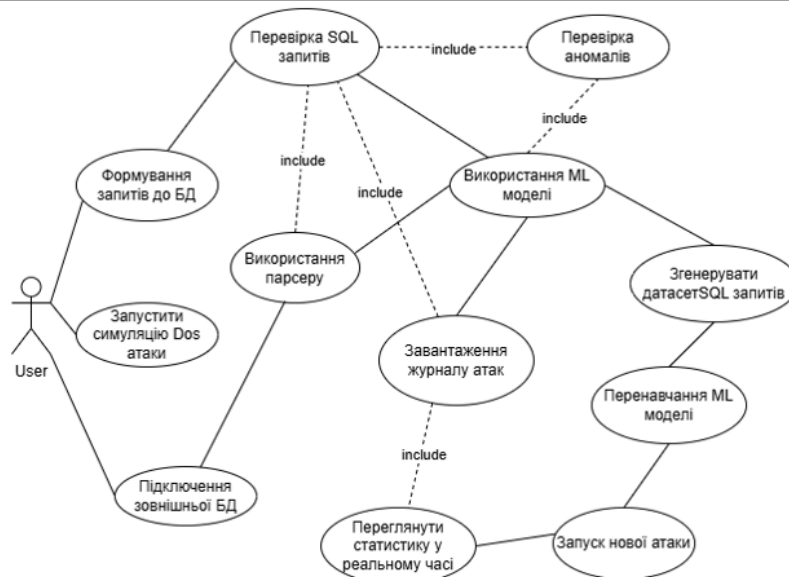 Перевірка SQL
запитів
include
Перевірка
аномалів
include
include
include
Формування
запитів до БД
Використання ML
моделі
Використання
парсеру
Згенерувати
датасетSQL запитів
Запустити
симуляцію Dos
атаки
User
Завантаження
журналу атак
Перенавчання ML
моделі
include
Підключення
зовнішньої БД
Переглянути
статистику у
реальному часі
Запуск нової атаки